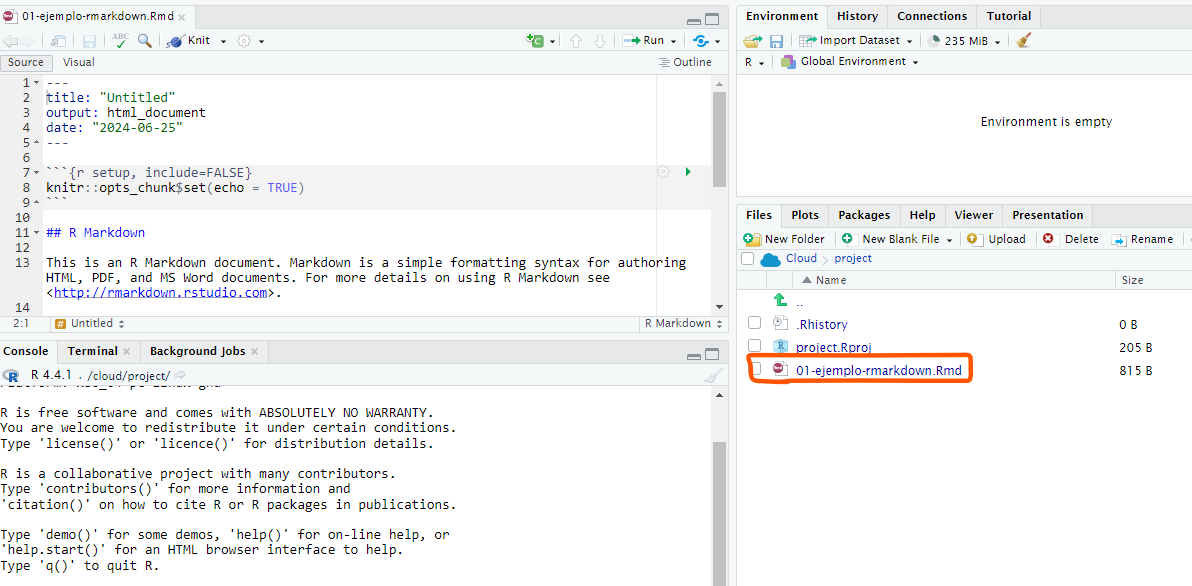 01-ejemplo-rmarkdown.Rmd
ABC Knit Run
Source Visual Outline
1 ---
2 title: "Untitled"
3 output: html_document
4 date: "2024-06-25"
5 ---
6
7 ```{r setup, include=FALSE}
8 knitr::opts_chunk$set(echo = TRUE)
9 ```
10
11 ## R Markdown
12
13 This is an R Markdown document. Markdown is a simple formatting syntax for authoring
HTML, PDF, and MS Word documents. For more details on using R Markdown see
<http://rmarkdown.rstudio.com>.
14
2:1 # Untitled R Markdown
Console Terminal Background Jobs
R R 4.4.1 . /cloud/project/
R is free software and comes with ABSOLUTELY NO WARRANTY.
You are welcome to redistribute it under certain conditions.
Type 'license()' or 'licence()' for distribution details.
R is a collaborative project with many contributors.
Type 'contributors()' for more information and
'citation()' on how to cite R or R packages in publications.
Type 'demo()' for some demos, 'help()' for on-line help, or
'help.start()' for an HTML browser interface to help.
Type 'q()' to quit R.
Environment History Connections Tutorial
Import Dataset 235 MiB
R Global Environment
Environment is empty
Files Plots Packages Help Viewer Presentation
New Folder New Blank File Upload Delete Rename
Cloud project
Name Size
..
.Rhistory 0 B
project.Rproj 205 B
01-ejemplo-rmarkdown.Rmd 815 B